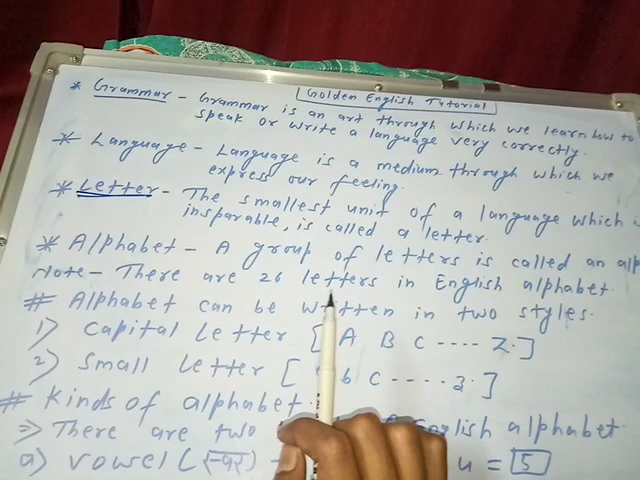 Golden English Tutorial
* Grammar - Grammar is an art through which we learn how to
speak or write a language very correctly.
* Language - Language is a medium through which we
express our feeling.
* Letter - The smallest unit of a language which i
insparable, is called a letter.
* Alphabet - A group of letters is called an alp
Note - There are 26 letters in English alphabet.
# Alphabet can be written in two styles.
1) Capital Letter [ A B C ---- Z.]
2) Small Letter [ b c ----- z.]
# Kinds of alphabet.
⇒ There are two English alphabet.
a) Vowel ( - u = 5